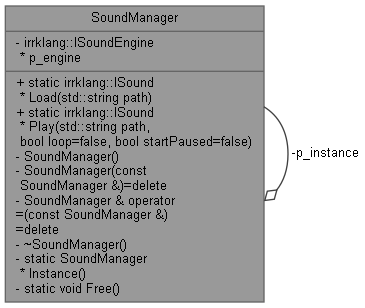 SoundManager
- irrklang::ISoundEngine
* p_engine
+ static irrklang::ISound
* Load(std::string path)
+ static irrklang::ISound
* Play(std::string path,
bool loop=false, bool startPaused=false)
- SoundManager()
- SoundManager(const
SoundManager &)=delete
- SoundManager & operator
=(const SoundManager &)
=delete
- ~SoundManager()
- static SoundManager
* Instance()
- static void Free()
-p_instance